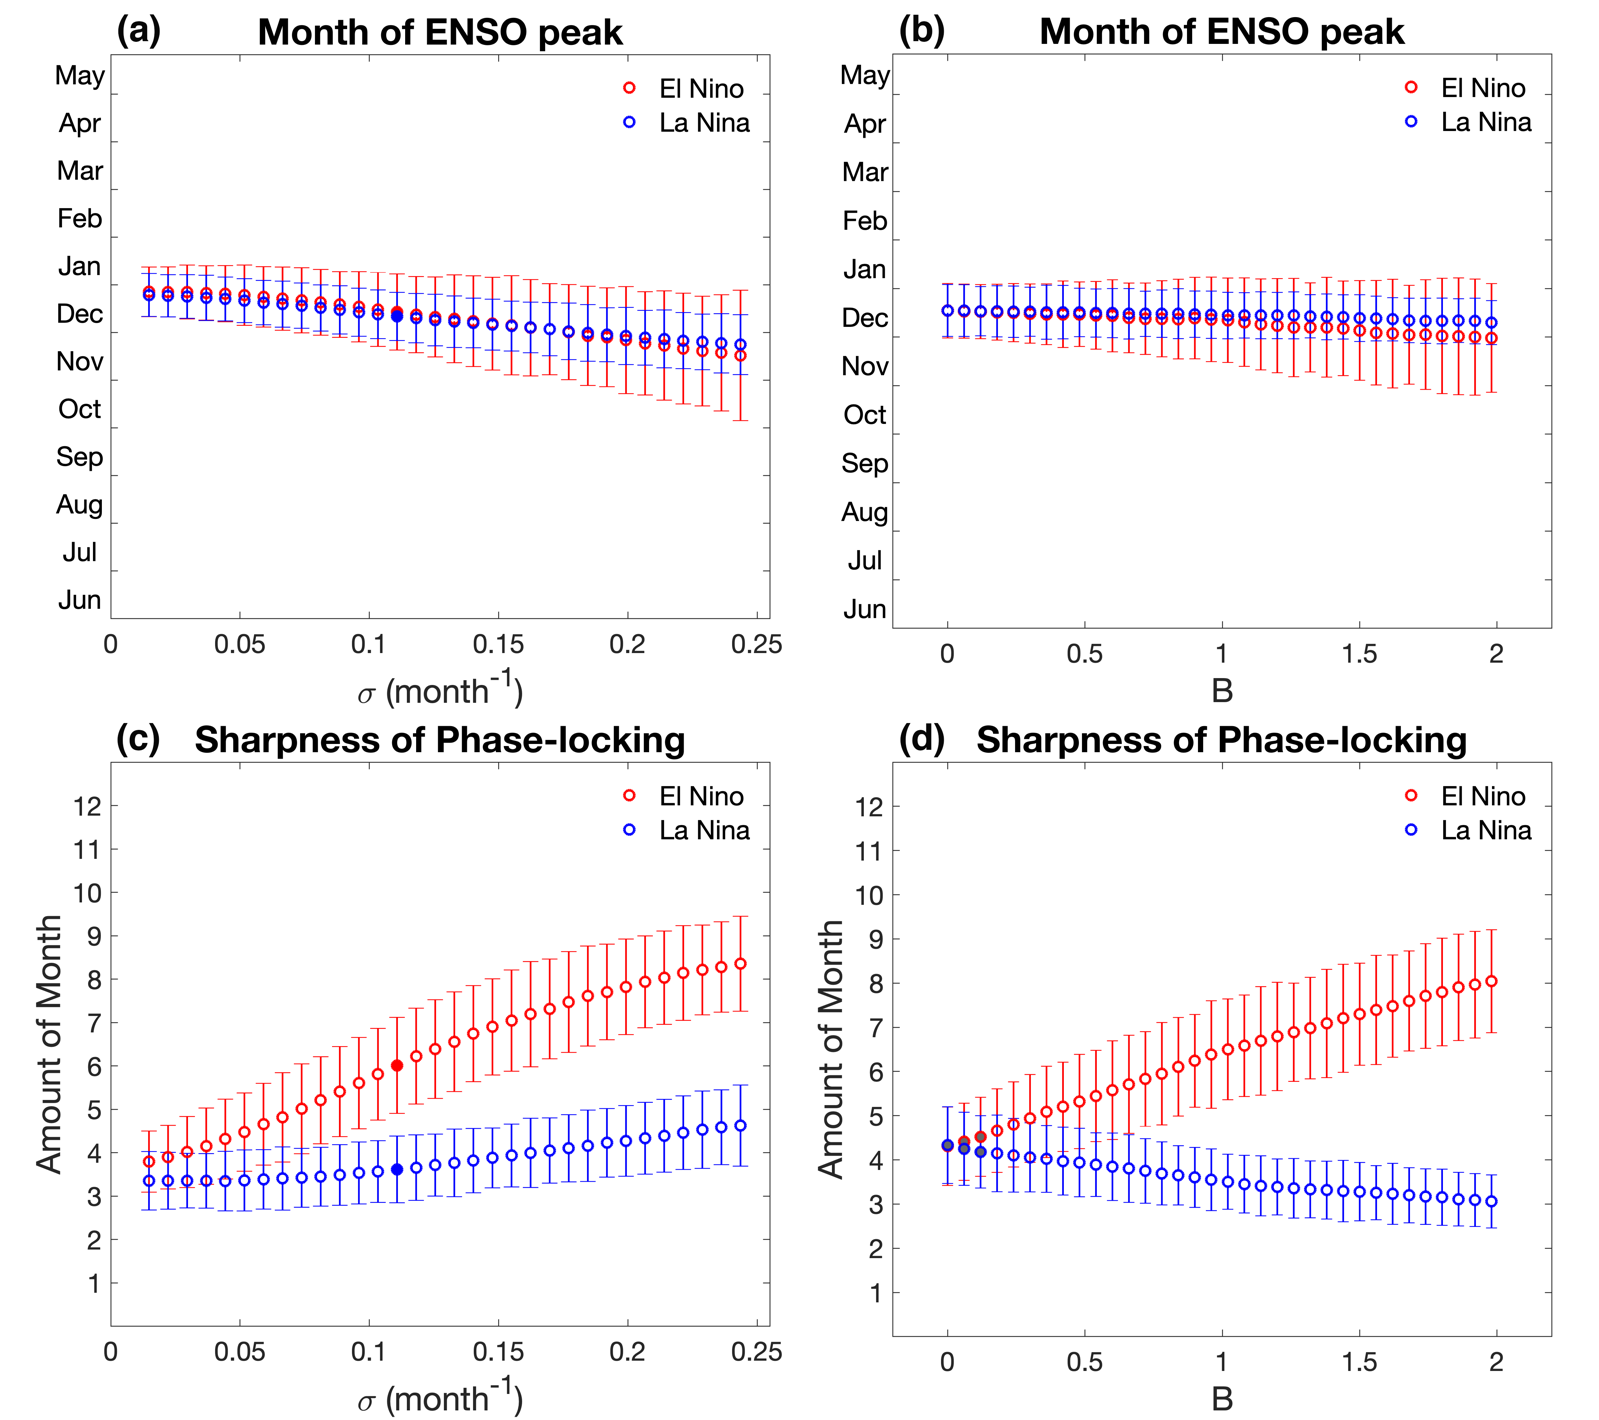 (a) Month of ENSO peak
May
Apr
Mar
Feb
Jan
Dec
Nov
Oct
Sep
Aug
Jul
Jun
El Nino
La Nina
0 0.05 0.1 0.15 0.2 0.25
σ (month⁻¹)
(b) Month of ENSO peak
May
Apr
Mar
Feb
Jan
Dec
Nov
Oct
Sep
Aug
Jul
Jun
El Nino
La Nina
0 0.5 1 1.5 2
B
(c) Sharpness of Phase-locking
Amount of Month
12
11
10
9
8
7
6
5
4
3
2
1
El Nino
La Nina
0 0.05 0.1 0.15 0.2 0.25
σ (month⁻¹)
(d) Sharpness of Phase-locking
Amount of Month
12
11
10
9
8
7
6
5
4
3
2
1
El Nino
La Nina
0 0.5 1 1.5 2
B